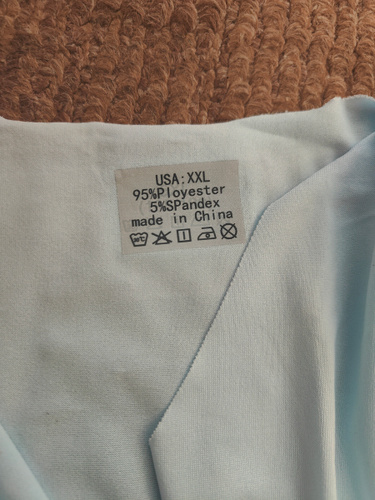 USA:XXL
95%Ployester
5%SPandex
made in China